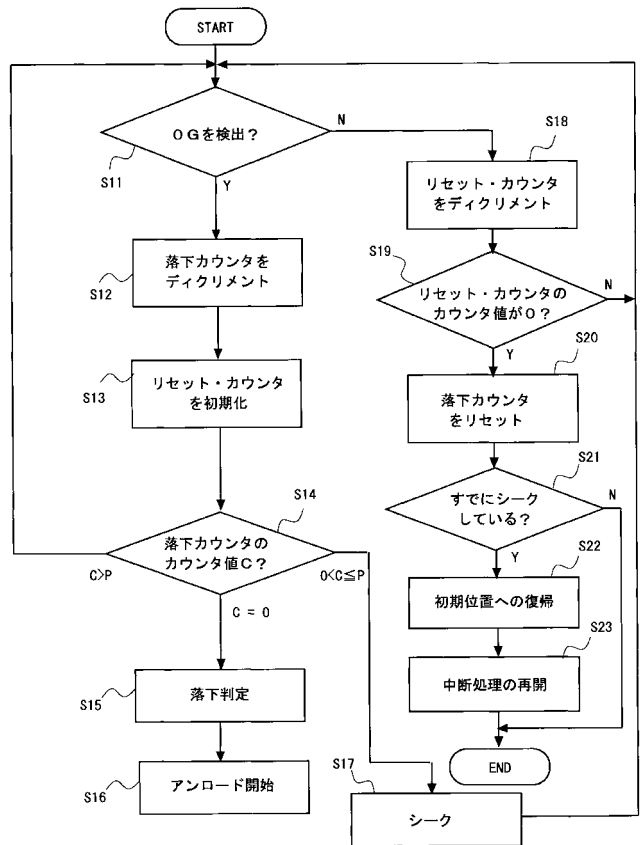 START
0Gを検出?
N
S11
Y
S12
落下カウンタを
ディクリメント
S13
リセット・カウンタ
を初期化
S14
落下カウンタの
カウンタ値C?
C>P
0<C≦P
C = 0
S15
落下判定
S16
アンロード開始
S17
シーク
S18
リセット・カウンタ
をディクリメント
S19
リセット・カウンタの
カウンタ値が0?
N
Y
S20
落下カウンタ
をリセット
S21
すでにシーク
している?
N
Y
S22
初期位置への復帰
S23
中断処理の再開
END